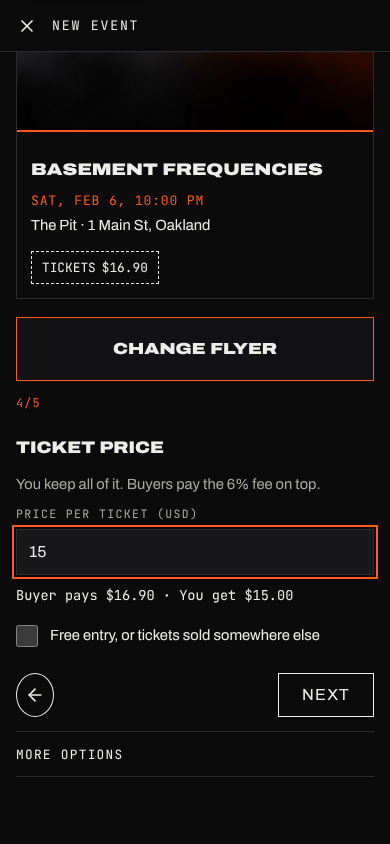 NEW EVENT
BASEMENT FREQUENCIES
SAT, FEB 6, 10:00 PM
The Pit · 1 Main St, Oakland
TICKETS $16.90
CHANGE FLYER
4/5
TICKET PRICE
You keep all of it. Buyers pay the 6% fee on top.
PRICE PER TICKET (USD)
15
Buyer pays $16.90 · You get $15.00
Free entry, or tickets sold somewhere else
NEXT
MORE OPTIONS